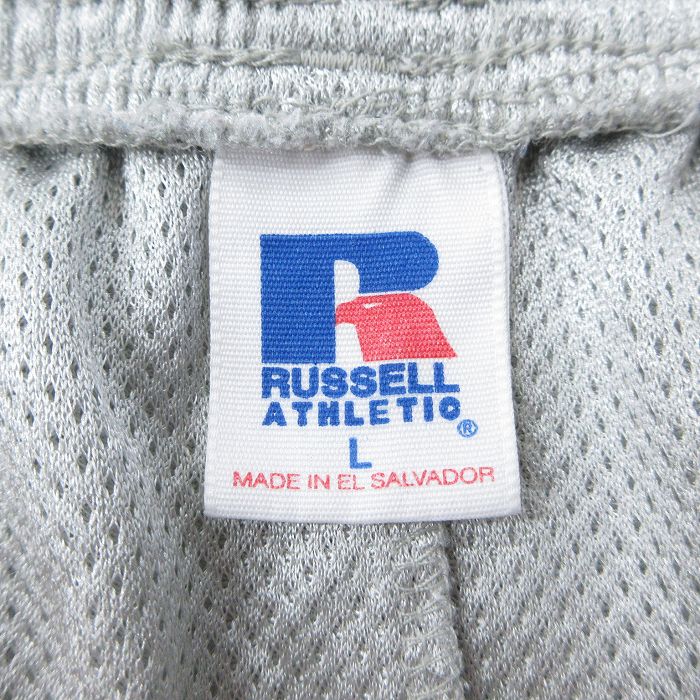 R
RUSSELL
ATHLETIC ®
L
MADE IN EL SALVADOR